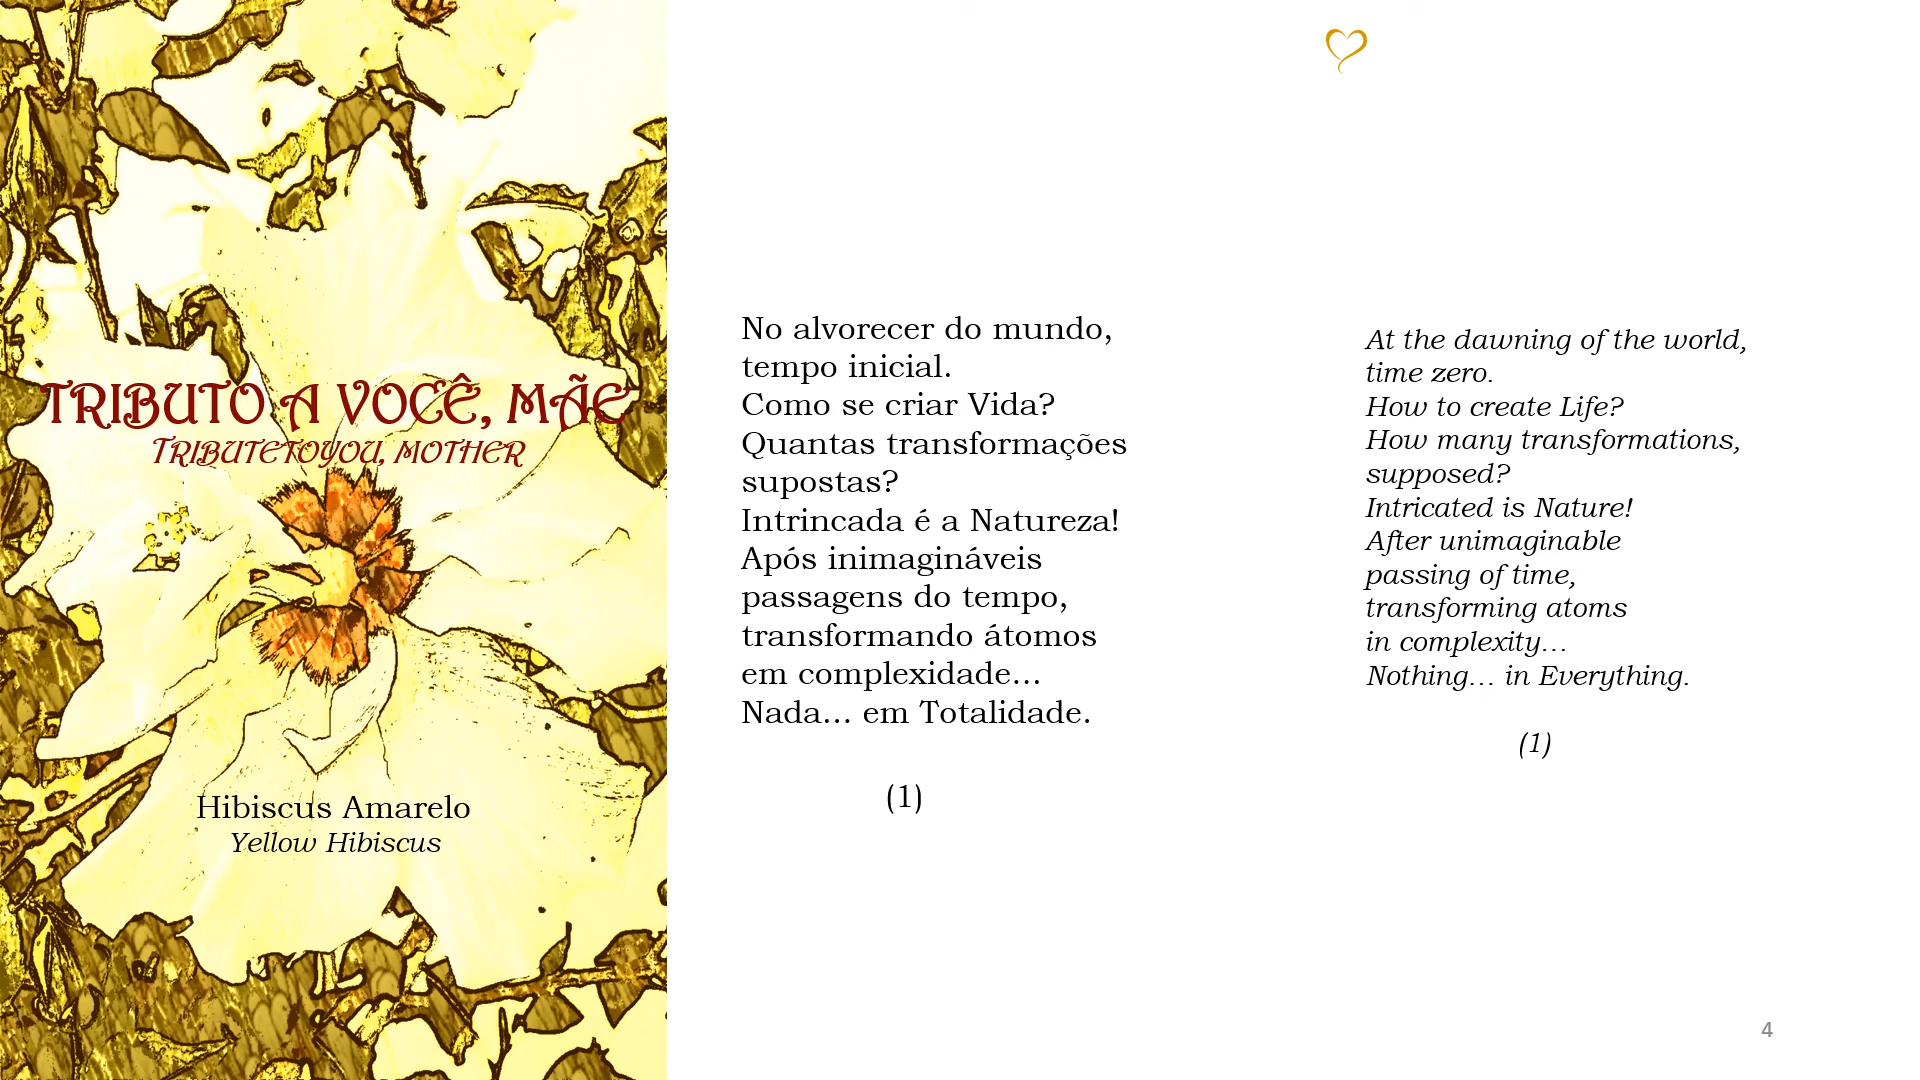 TRIBUTO A VOCÊ, MÃE
TRIBUTETOYOU, MOTHER
Hibiscus Amarelo
Yellow Hibiscus
No alvorecer do mundo,
tempo inicial.
Como se criar Vida?
Quantas transformações
supostas?
Intrincada é a Natureza!
Após inimagináveis
passagens do tempo,
transformando átomos
em complexidade...
Nada... em Totalidade.
(1)
At the dawning of the world,
time zero.
How to create Life?
How many transformations,
supposed?
Intricated is Nature!
After unimaginable
passing of time,
transforming atoms
in complexity...
Nothing... in Everything.
(1)
4